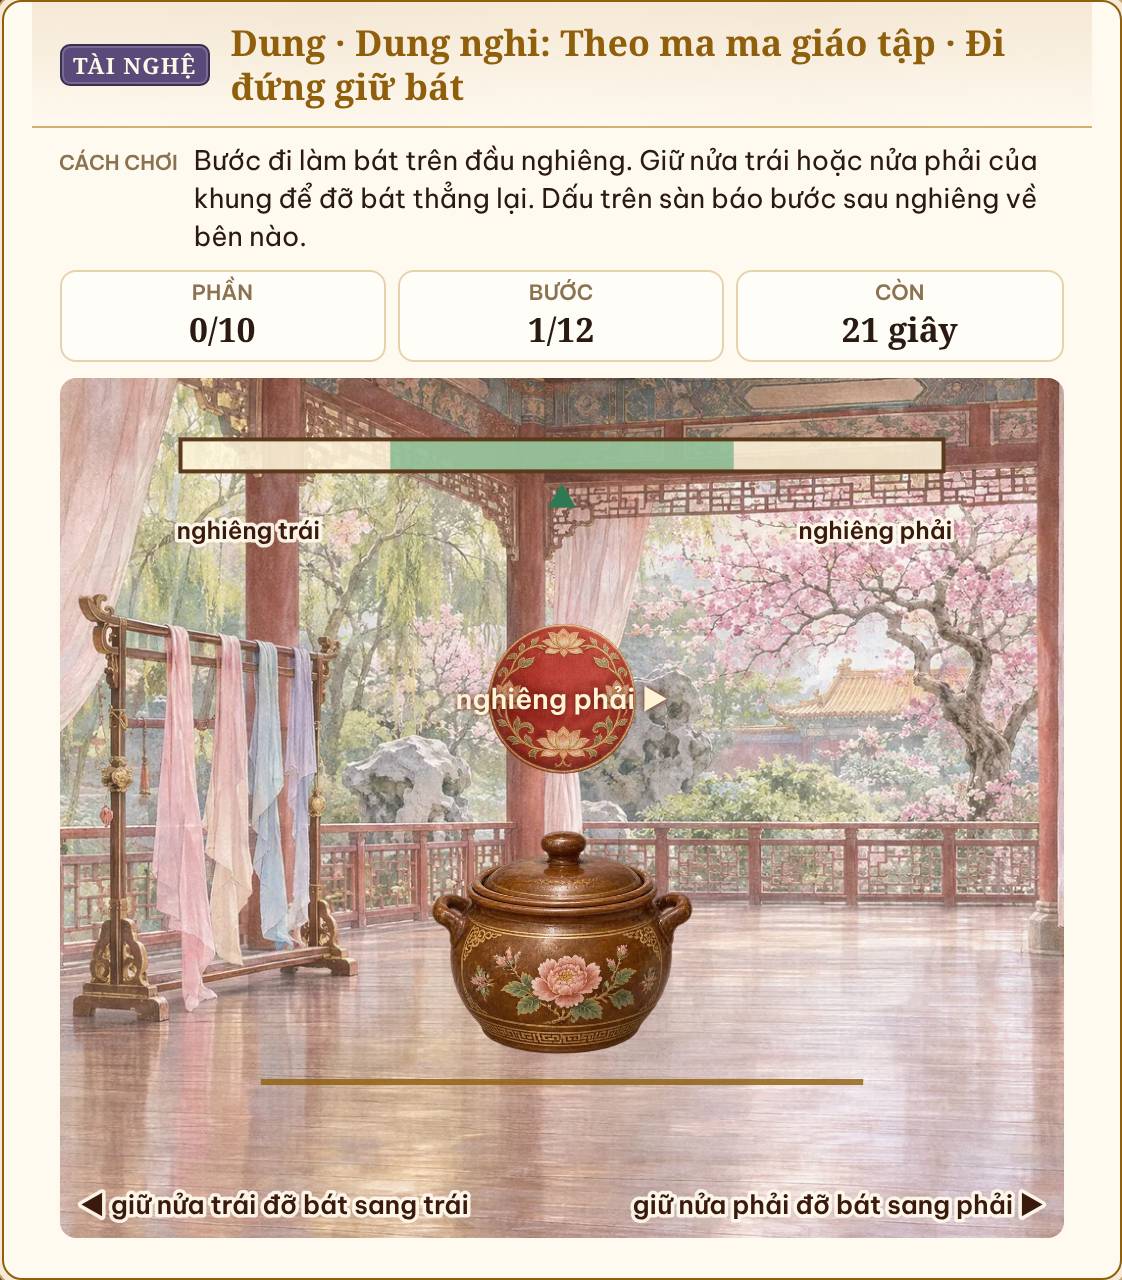 TÀI NGHỆ
Dung · Dung nghi: Theo ma ma giáo tập · Đi
đứng giữ bát
CÁCH CHƠI
Bước đi làm bát trên đầu nghiêng. Giữ nửa trái hoặc nửa phải của
khung để đỡ bát thẳng lại. Dấu trên sàn báo bước sau nghiêng về
bên nào.
PHẦN
0/10
BƯỚC
1/12
CÒN
21 giây
nghiêng trái
nghiêng phải
nghiêng phải ▶
◀ giữ nửa trái đỡ bát sang trái
giữ nửa phải đỡ bát sang phải ▶